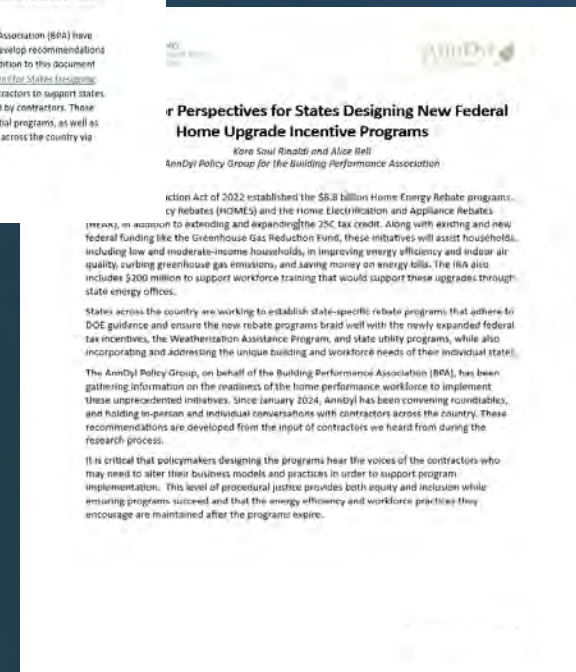 Association (BPA) have
evelop recommendations
dition to this document
for States Designing
tractors to support states
d by contractors. Those
tial programs, as well as
across the country via
AnnDyl
r Perspectives for States Designing New Federal
Home Upgrade Incentive Programs
Kara Saul Rinaldi and Alice Bell
AnnDyl Policy Group for the Building Performance Association
ction Act of 2022 established the $8.8 billion Home Energy Rebate programs.
cy Rebates (HOMES) and the Home Electrification and Appliance Rebates
(HEAR), in addition to extending and expanding the 25C tax credit. Along with existing and new
federal funding like the Greenhouse Gas Reduction Fund, these initiatives will assist households,
including low and moderate-income households, in improving energy efficiency and indoor air
quality, curbing greenhouse gas emissions, and saving money on energy bills. The IRA also
includes $200 million to support workforce training that would support these upgrades through
state energy offices.
States across the country are working to establish state-specific rebate programs that adhere to
DOE guidance and ensure the new rebate programs braid well with the newly expanded federal
tax incentives, the Weatherization Assistance Program, and state utility programs, while also
incorporating and addressing the unique building and workforce needs of their individual state.
The AnnDyl Policy Group, on behalf of the Building Performance Association (BPA), has been
gathering information on the readiness of the home performance workforce to implement
these unprecedented initiatives. Since January 2024, AnnDyl has been convening roundtables,
and holding in-person and individual conversations with contractors across the country. These
recommendations are developed from the input of contractors we heard from during the
research process.
It is critical that policymakers designing the programs hear the voices of the contractors who
may need to alter their business models and practices in order to support program
implementation. This level of procedural justice provides both equity and inclusion while
ensuring programs succeed and that the energy efficiency and workforce practices they
encourage are maintained after the programs expire.